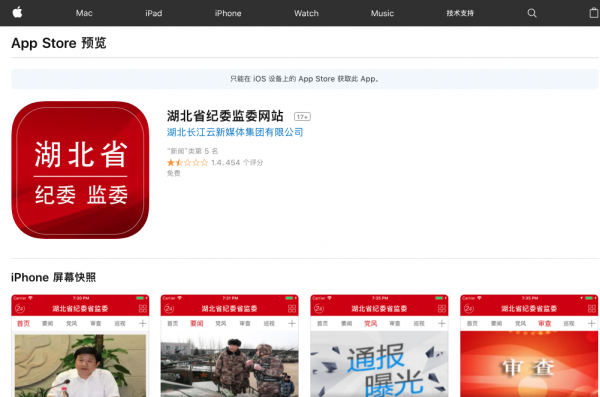 Mac iPad iPhone Watch Music 技术支持
App Store 预览
只能在 iOS 设备上的 App Store 获取此 App。
湖北省
纪委 监委
湖北省纪委监委网站 17+
湖北长江云新媒体集团有限公司
“新闻”类第 5 名
1.4, 454 个评分
免费
iPhone 屏幕快照
Carrier 7:30 PM
湖北省纪委省监委
首页 要闻 党风 审查 巡视
Carrier 7:31 PM
湖北省纪委省监委
首页 要闻 党风 审查 巡视
Carrier 7:35 PM
湖北省纪委省监委
首页 要闻 党风 审查 巡视
通报
曝光
Carrier 7:35 PM
湖北省纪委省监委
首页 要闻 党风 审查 巡视
审查